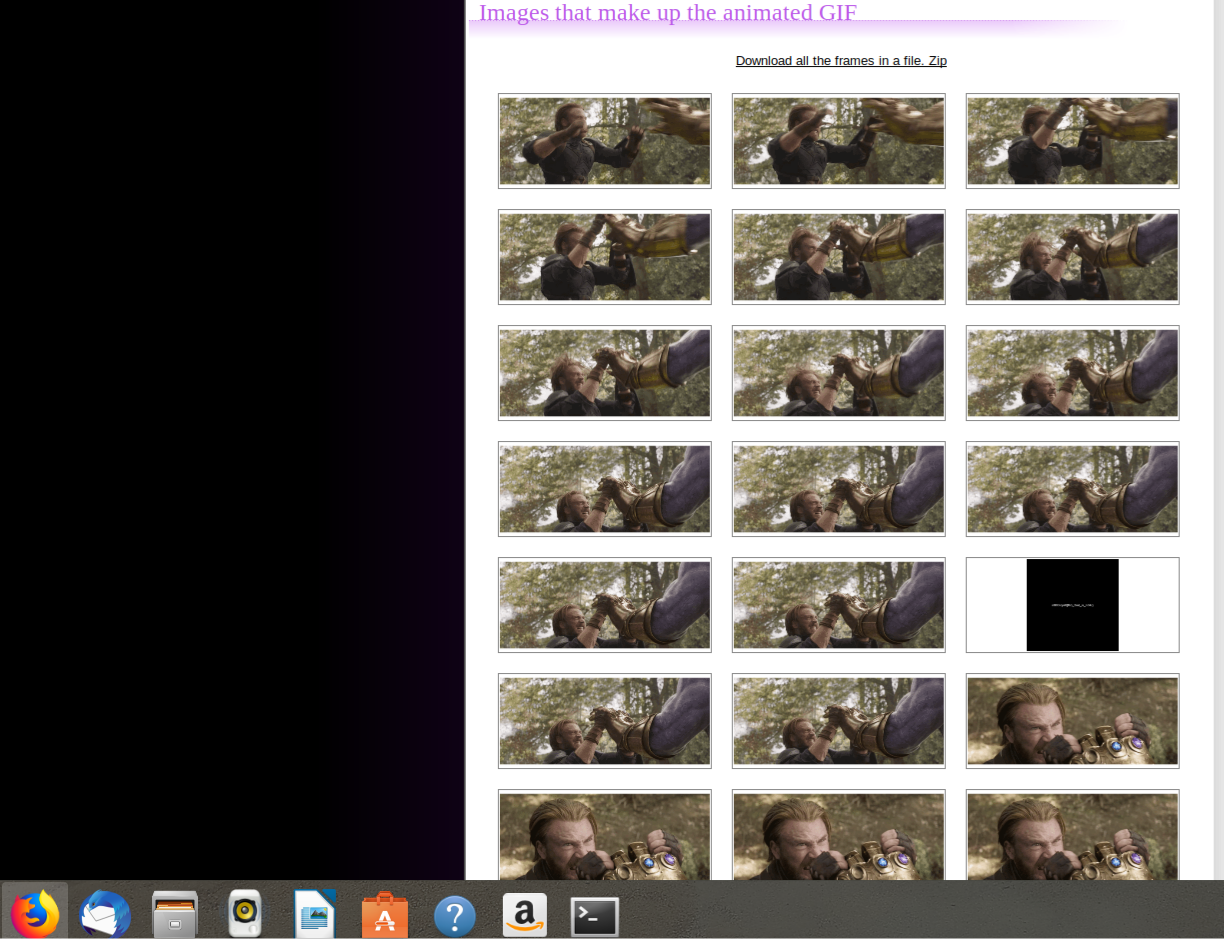 Images that make up the animated GIF
Download all the frames in a file. Zip